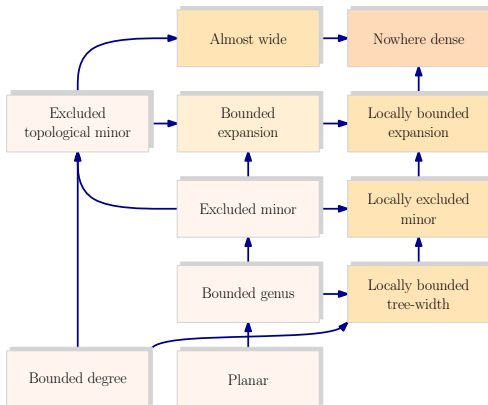 Almost wide
Nowhere dense
Excluded
topological minor
Bounded
expansion
Locally bounded
expansion
Excluded minor
Locally excluded
minor
Bounded genus
Locally bounded
tree-width
Bounded degree
Planar